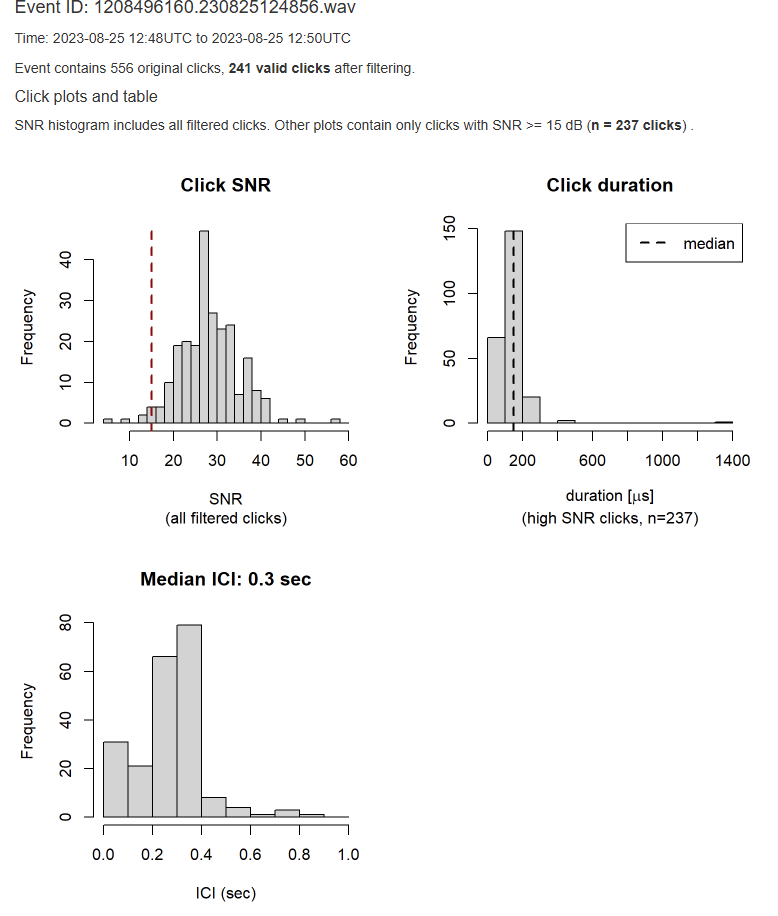 Event ID: 1208496160.230825124856.wav
Time: 2023-08-25 12:48UTC to 2023-08-25 12:50UTC
Event contains 556 original clicks, 241 valid clicks after filtering.
Click plots and table
SNR histogram includes all filtered clicks. Other plots contain only clicks with SNR >= 15 dB (n = 237 clicks) .
Click SNR
Frequency
0 10 20 30 40
10 20 30 40 50 60
SNR
(all filtered clicks)
Click duration
median
Frequency
0 50 100 150
0 200 600 1000 1400
duration [μs]
(high SNR clicks, n=237)
Median ICI: 0.3 sec
Frequency
0 20 40 60 80
0.0 0.2 0.4 0.6 0.8 1.0
ICI (sec)